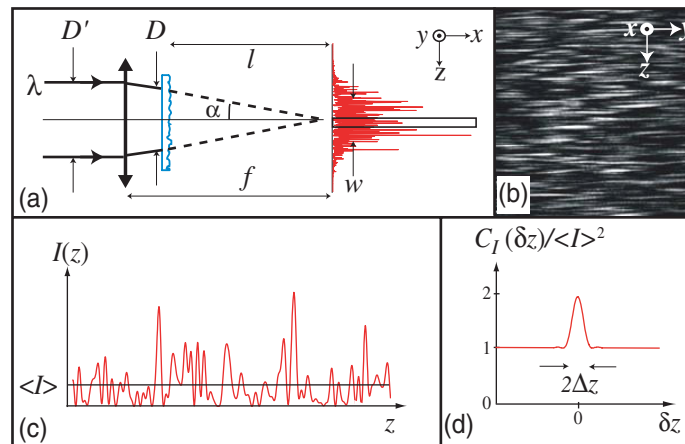 D′
D
l
y
x
z
λ
α
f
w
(a)
x
y
z
(b)
I(z)
<I>
z
(c)
C_I(δz)/<I>²
2
1
0
2Δz
0
δz
(d)